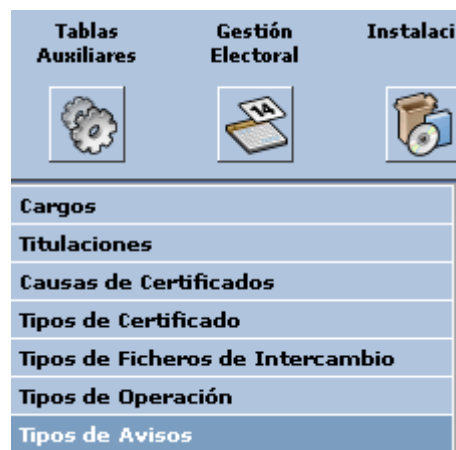 Tablas Gestión Instalaci
Auxiliares Electoral
14
Cargos
Titulaciones
Causas de Certificados
Tipos de Certificado
Tipos de Ficheros de Intercambio
Tipos de Operación
Tipos de Avisos